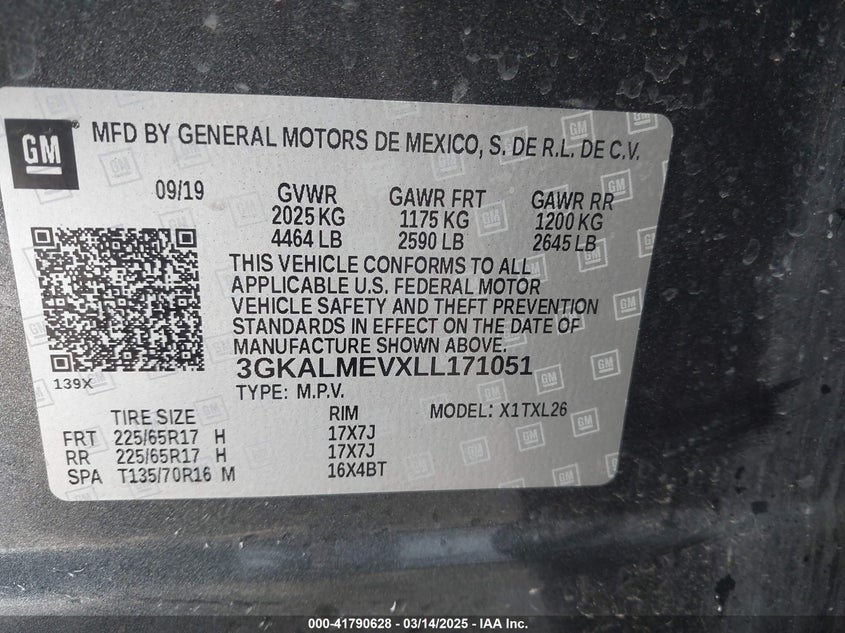 GM
MFD BY GENERAL MOTORS DE MEXICO, S. DE R.L. DE C.V.
09/19 GVWR GAWR FRT GAWR RR
2025 KG 1175 KG 1200 KG
4464 LB 2590 LB 2645 LB
THIS VEHICLE CONFORMS TO ALL
APPLICABLE U.S. FEDERAL MOTOR
VEHICLE SAFETY AND THEFT PREVENTION
STANDARDS IN EFFECT ON THE DATE OF
MANUFACTURE SHOWN ABOVE.
139X
3GKALMEVXLL171051
TYPE: M.P.V.
TIRE SIZE RIM MODEL: X1TXL26
FRT 225/65R17 H 17X7J
RR 225/65R17 H 17X7J
SPA T135/70R16 M 16X4BT
000-41790628 - 03/14/2025 - IAA Inc.